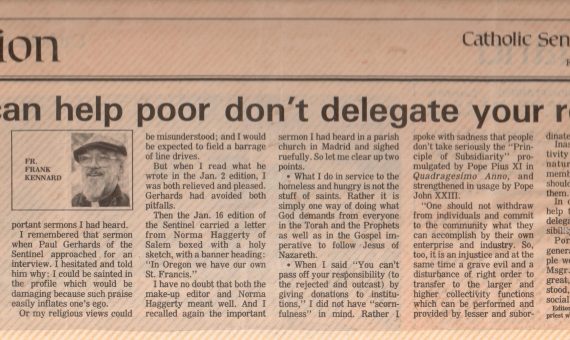 ion
Catholic Sen
can help poor don't delegate your r
FR.
FRANK
KENNARD
portant sermons I had heard.
I remembered that sermon
when Paul Gerhards of the
Sentinel approached for an
interview. I hesitated and told
him why: I could be sainted in
the profile which would be
damaging because such praise
easily inflates one's ego.
Or my religious views could
be misunderstood; and I would
be expected to field a barrage
of line drives.
But when I read what he
wrote in the Jan. 2 edition, I
was both relieved and pleased.
Gerhards had avoided both
pitfalls.
Then the Jan. 16 edition of
the Sentinel carried a letter
from Norma Haggerty of
Salem boxed with a holy
sketch, with a banner heading:
"In Oregon we have our own
St. Francis."
I have no doubt that both the
make-up editor and Norma
Haggerty meant well. And I
recalled again the important
sermon I had heard in a parish
church in Madrid and sighed
ruefully. So let me clear up two
points.
• What I do in service to the
homeless and hungry is not the
stuff of saints. Rather it is
simply one way of doing what
God demands from everyone
in the Torah and the Prophets
as well as in the Gospel im-
perative to follow Jesus of
Nazareth.
• When I said "You can't
pass off your responsibility (to
the rejected and outcast) by
giving donations to institu-
tions," I did not have "scorn-
fulness" in mind. Rather I
spoke with sadness that people
don't take seriously the "Prin-
ciple of Subsidiarity" pro-
mulgated by Pope Pius XI in
Quadragesimo Anno, and
strengthened in usage by Pope
John XXIII.
"One should not withdraw
from individuals and commit
to the community what they
can accomplish by their own
enterprise and industry. So,
too, it is an injustice and at the
same time a grave evil and a
disturbance of right order to
transfer to the larger and
higher collectivity functions
which can be performed and
provided by lesser and subor-
dinate
Ina
tivity
natur
memb
should
them.
In
help
delega
sibili
Por
genera
ple w
Msgr.
great,
stood,
social
Editor
priest w